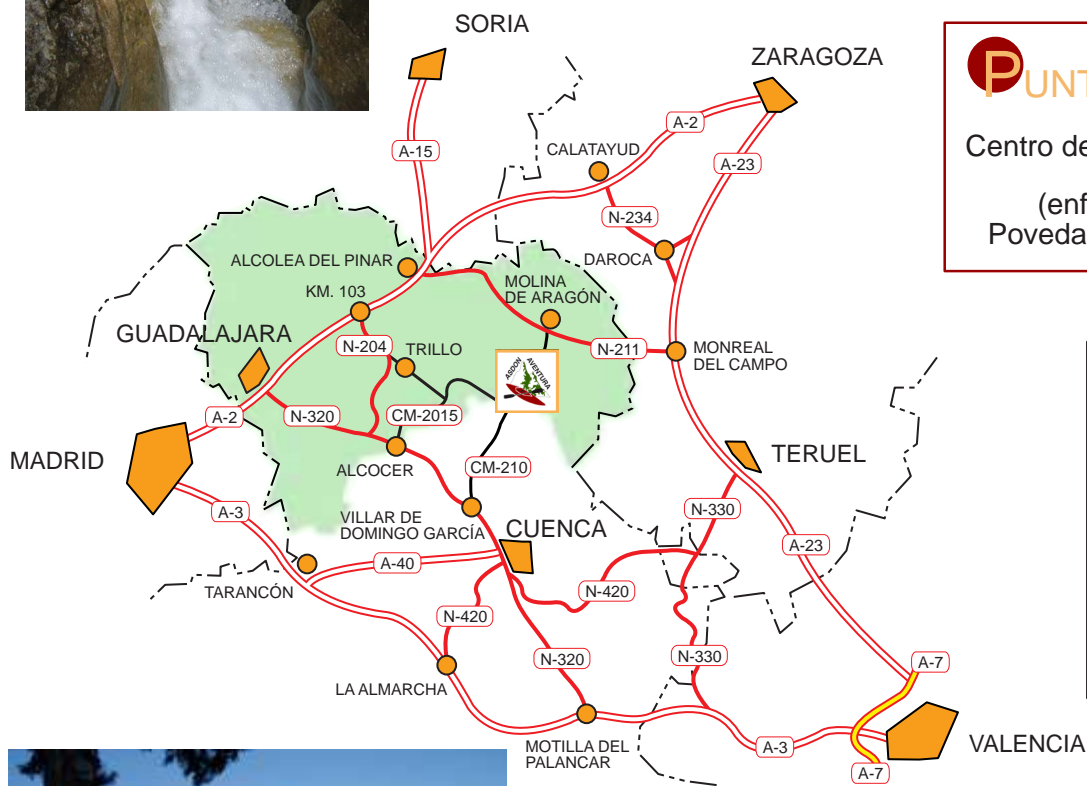 SORIA
ZARAGOZA
PUNT
Centro de
(enf
Poveda
A-2
A-15
CALATAYUD
A-23
N-234
DAROCA
ALCOLEA DEL PINAR
MOLINA
DE ARAGÓN
KM. 103
GUADALAJARA
N-204
TRILLO
ASDON AVENTURA
N-211
MONREAL
DEL CAMPO
A-2
N-320
CM-2015
MADRID
ALCOCER
CM-210
TERUEL
A-3
VILLAR DE
DOMINGO GARCÍA
CUENCA
N-330
A-23
A-40
TARANCÓN
N-420
N-420
N-320
N-330
A-7
LA ALMARCHA
MOTILLA DEL
PALANCAR
A-3
VALENCIA
A-7